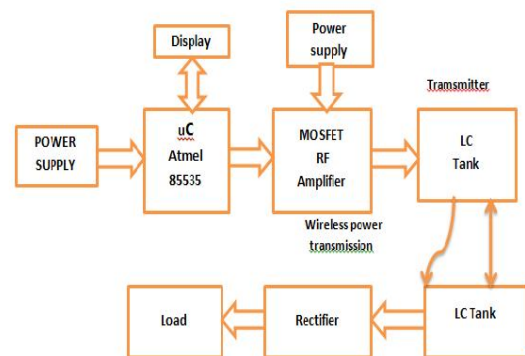 Display
Power
supply
Tramsmitter
POWER
SUPPLY
uC
Atmel
85535
MOSFET
RF
Amplifier
LC
Tank
Wireless power
transmission
Load
Rectifier
LC Tank